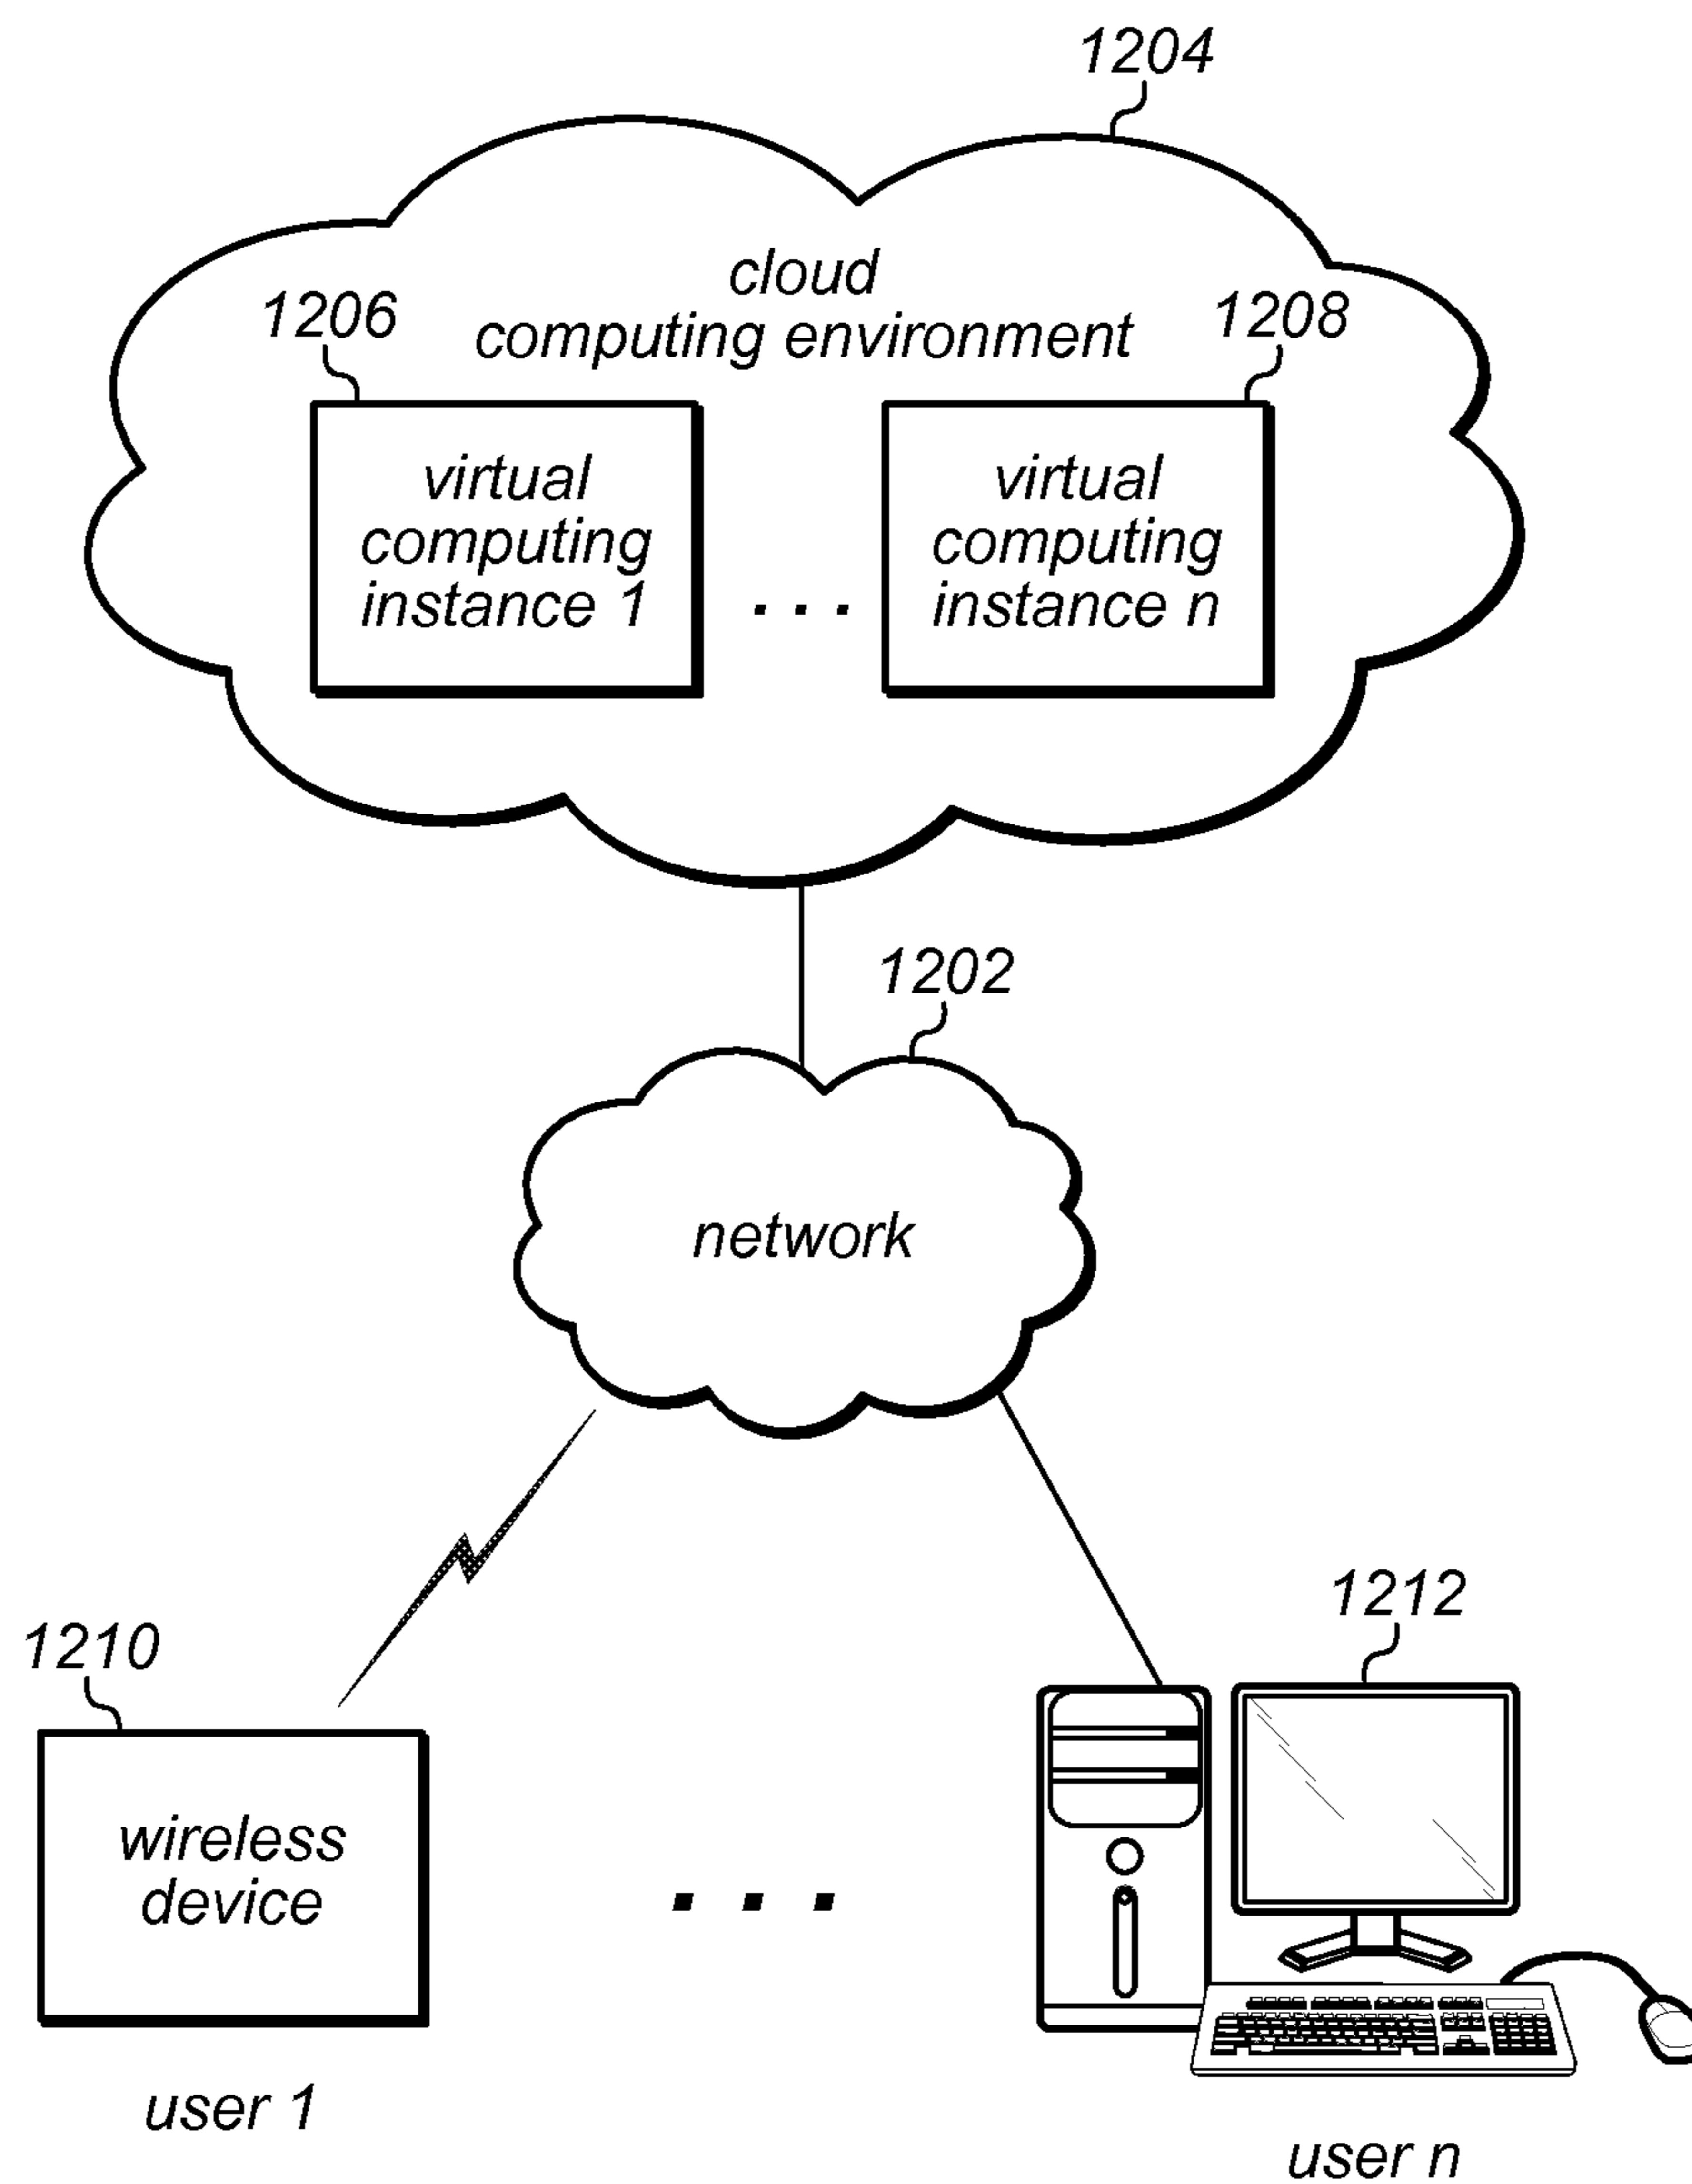 1204
cloud
1206
computing environment
1208
virtual
computing
instance 1
...
virtual
computing
instance n
1202
network
1212
1210
wireless
device
...
user 1
user n